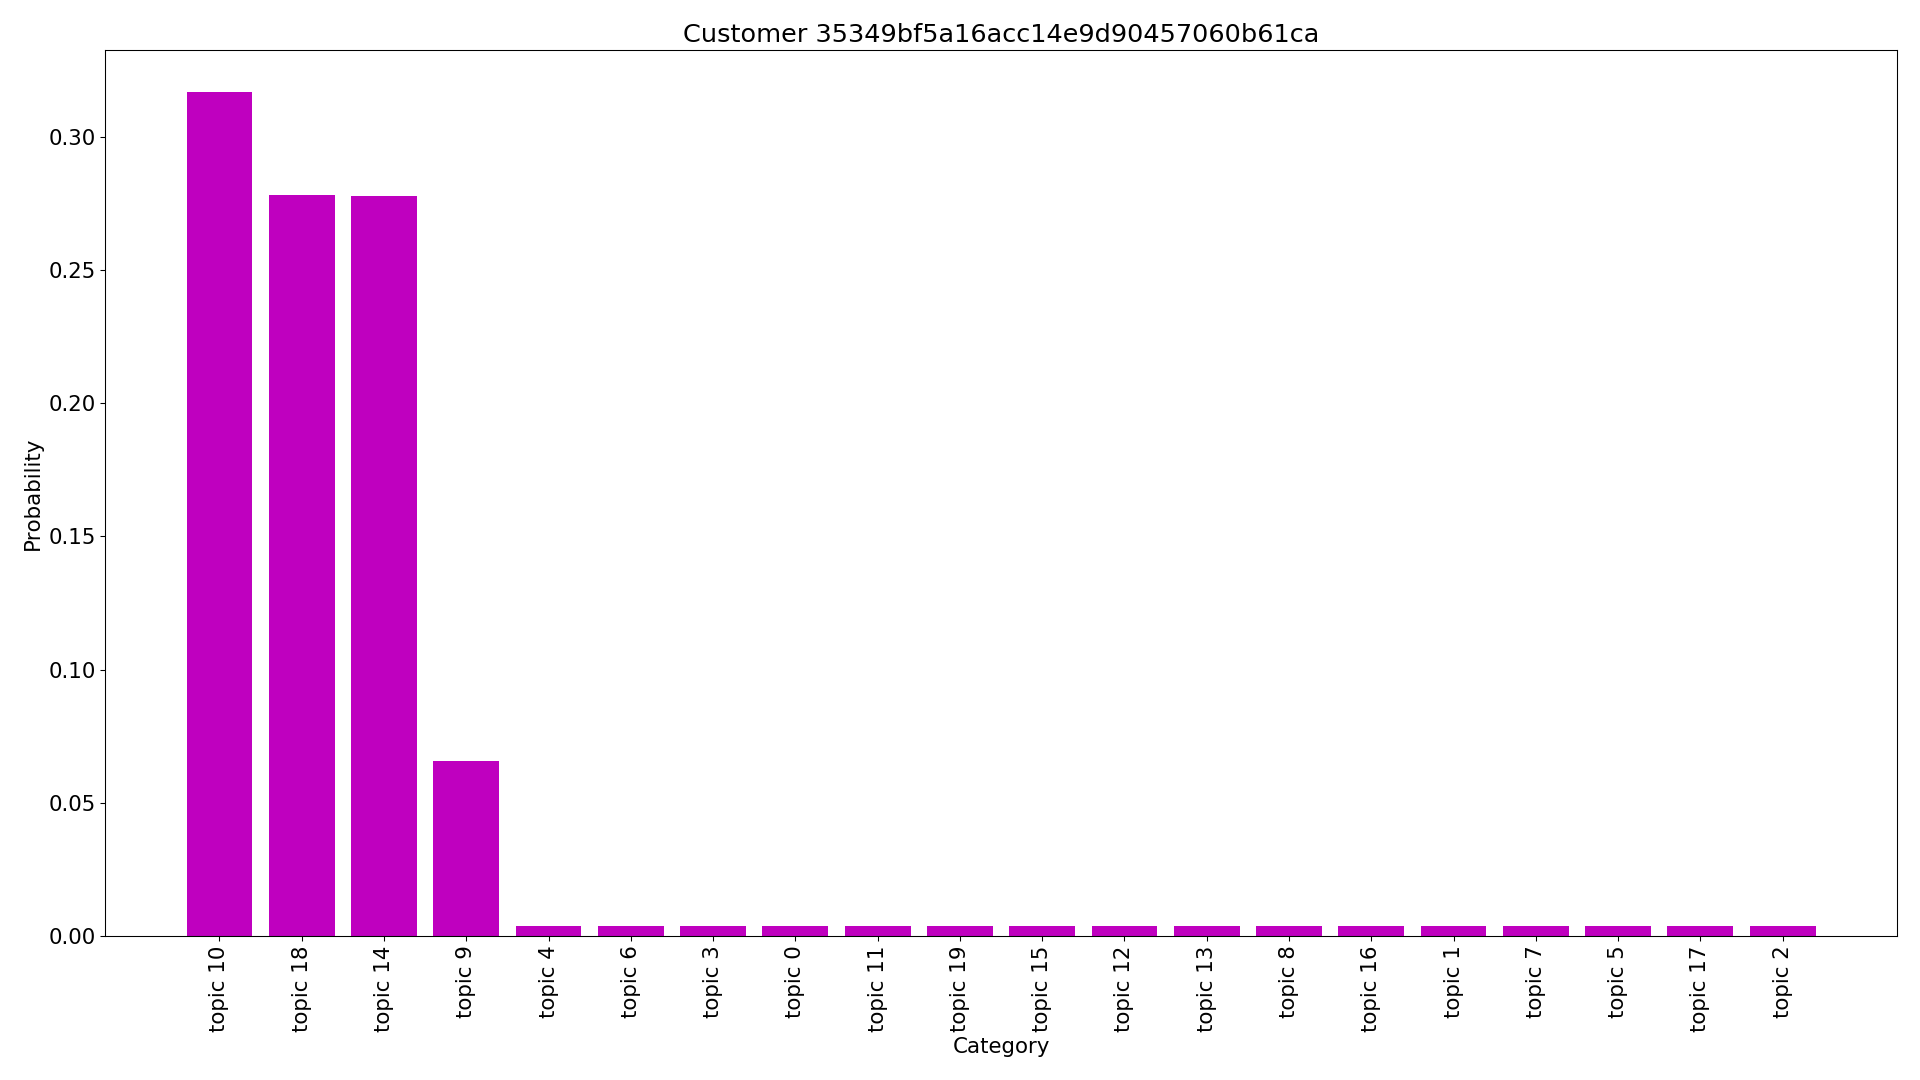 Customer 35349bf5a16acc14e9d90457060b61ca
Probability
0.30
0.25
0.20
0.15
0.10
0.05
0.00
topic 10
topic 18
topic 14
topic 9
topic 4
topic 6
topic 3
topic 0
topic 11
topic 19
topic 15
topic 12
topic 13
topic 8
topic 16
topic 1
topic 7
topic 5
topic 17
topic 2
Category